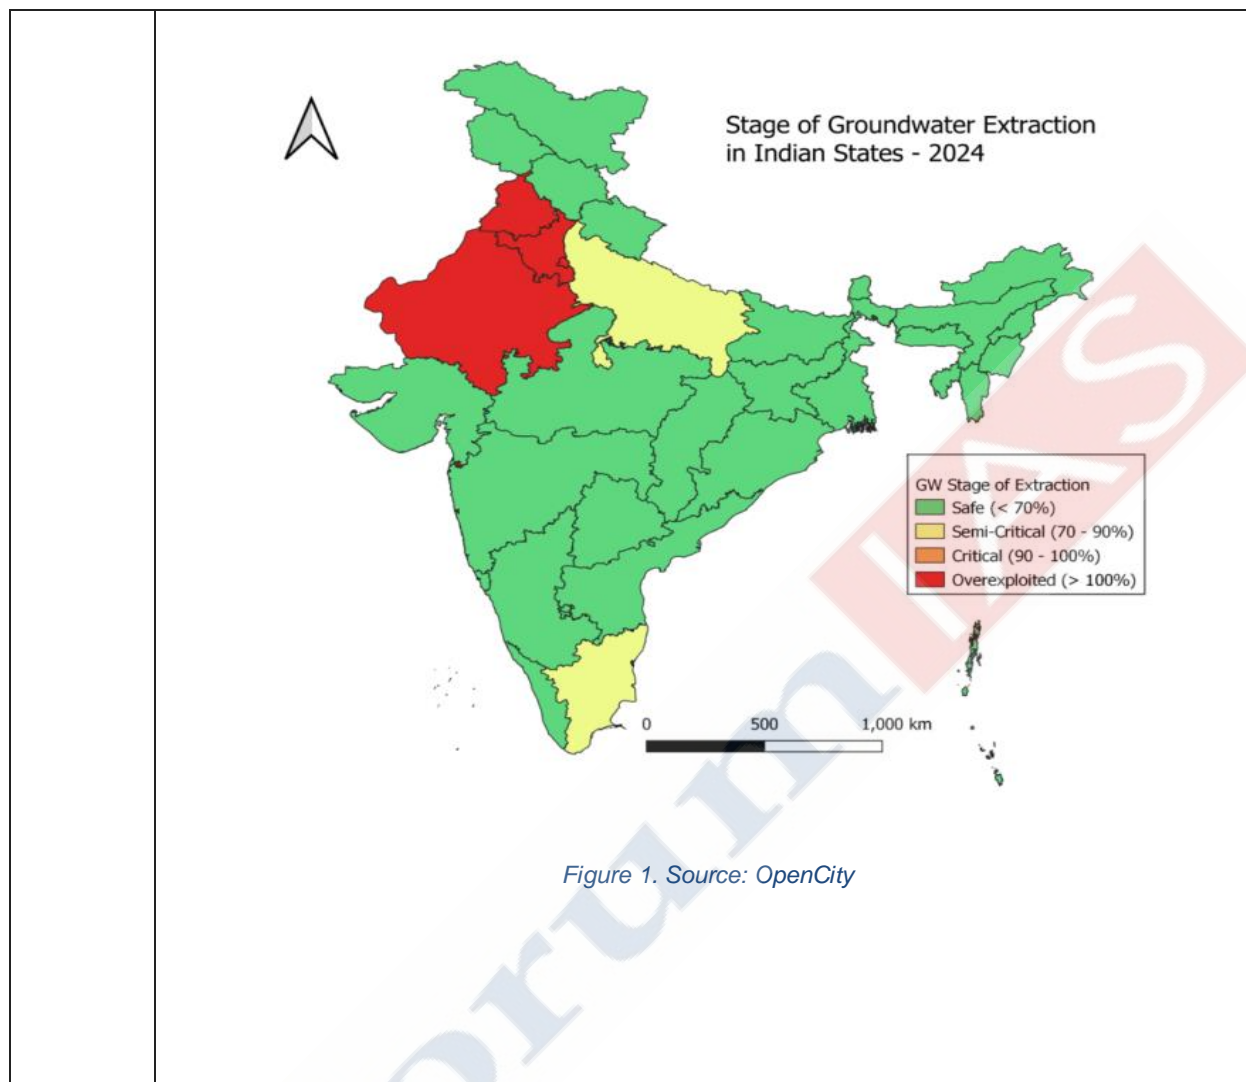 Stage of Groundwater Extraction
in Indian States - 2024
GW Stage of Extraction
Safe (< 70%)
Semi-Critical (70 - 90%)
Critical (90 - 100%)
Overexploited (> 100%)
0 500 1,000 km
Figure 1. Source: OpenCity
orumIAS